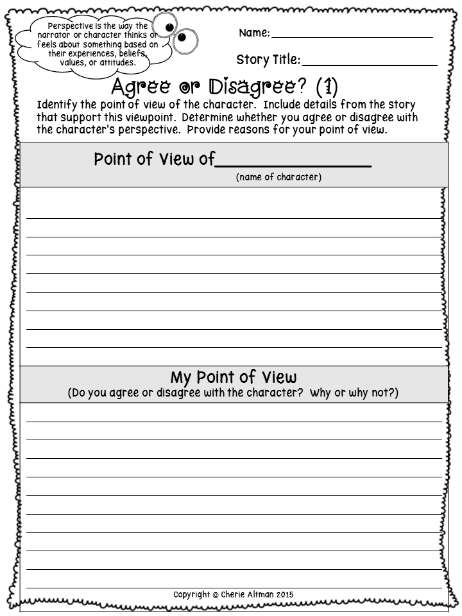 Perspective is the way the
narrator or character thinks or
feels about something based on
their experiences, beliefs,
values, or attitudes.
Name:
Story Title:
Agree or Disagree? (1)
Identify the point of view of the character. Include details from the story
that support this viewpoint. Determine whether you agree or disagree with
the character's perspective. Provide reasons for your point of view.
Point of View of
(name of character)
My Point of View
(Do you agree or disagree with the character? Why or why not?)
Copyright © Cherie Altman 2015